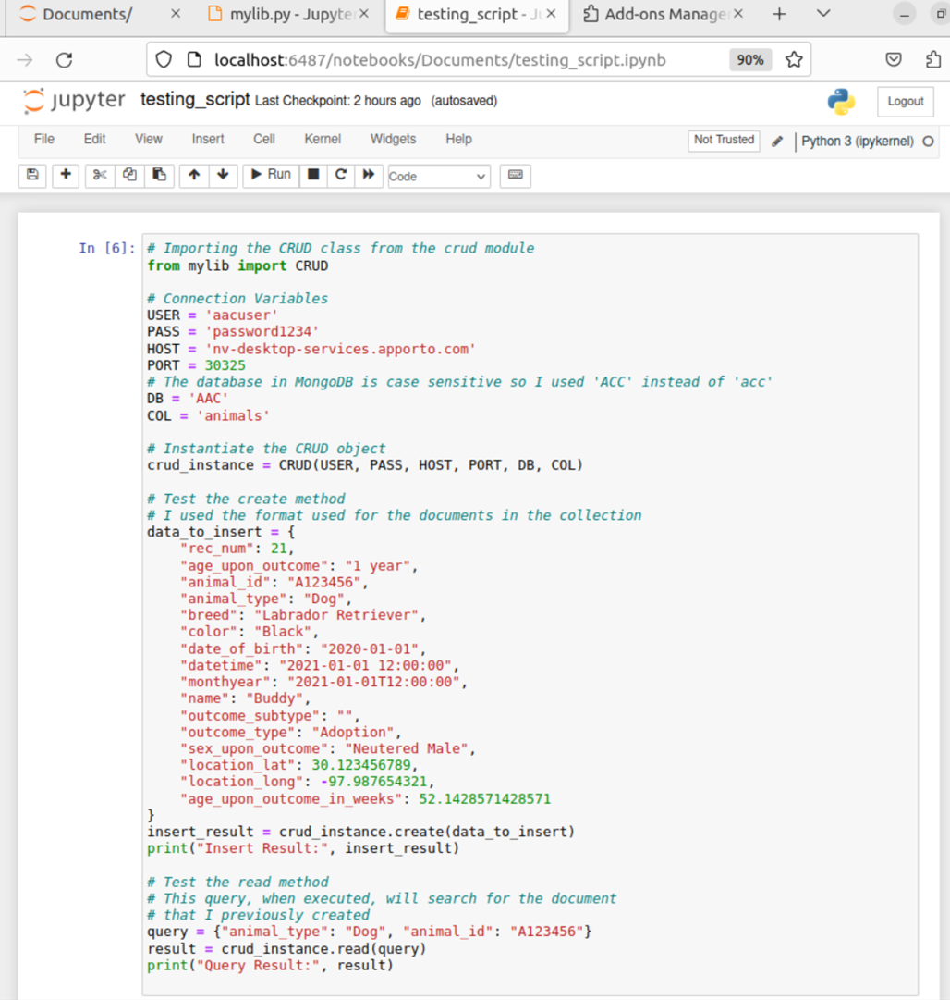 Documents/
mylib.py - Jupyte
testing_script - Ju
Add-ons Manage
localhost:6487/notebooks/Documents/testing_script.ipynb
90%
jupyter testing_script Last Checkpoint: 2 hours ago (autosaved)
Logout
File Edit View Insert Cell Kernel Widgets Help
Not Trusted
Python 3 (ipykernel)
Run
Code
In [6]:
# Importing the CRUD class from the crud module
from mylib import CRUD
# Connection Variables
USER = 'aacuser'
PASS = 'password1234'
HOST = 'nv-desktop-services.apporto.com'
PORT = 30325
# The database in MongoDB is case sensitive so I used 'ACC' instead of 'acc'
DB = 'AAC'
COL = 'animals'
# Instantiate the CRUD object
crud_instance = CRUD(USER, PASS, HOST, PORT, DB, COL)
# Test the create method
# I used the format used for the documents in the collection
data_to_insert = {
"rec_num": 21,
"age_upon_outcome": "1 year",
"animal_id": "A123456",
"animal_type": "Dog",
"breed": "Labrador Retriever",
"color": "Black",
"date_of_birth": "2020-01-01",
"datetime": "2021-01-01 12:00:00",
"monthyear": "2021-01-01T12:00:00",
"name": "Buddy",
"outcome_subtype": "",
"outcome_type": "Adoption",
"sex_upon_outcome": "Neutered Male",
"location_lat": 30.123456789,
"location_long": -97.987654321,
"age_upon_outcome_in_weeks": 52.1428571428571
}
insert_result = crud_instance.create(data_to_insert)
print("Insert Result:", insert_result)
# Test the read method
# This query, when executed, will search for the document
# that I previously created
query = {"animal_type": "Dog", "animal_id": "A123456"}
result = crud_instance.read(query)
print("Query Result:", result)